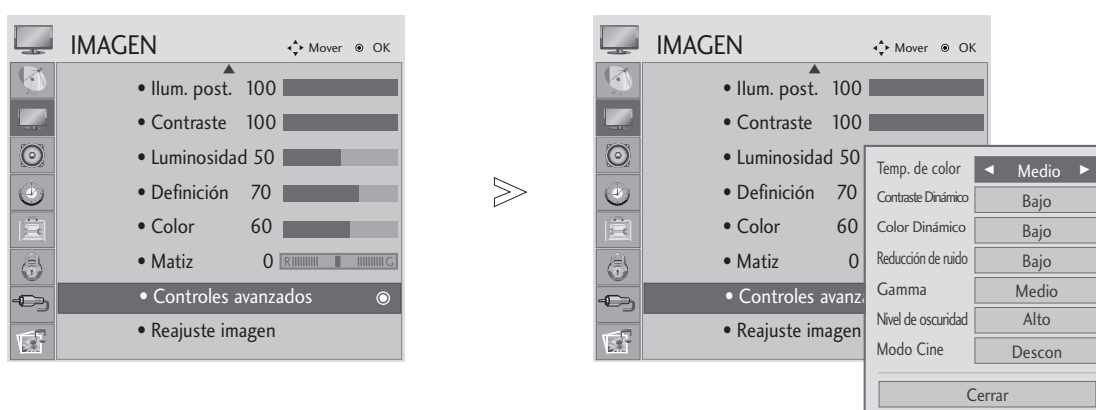 IMAGEN
Mover OK
• Ilum. post. 100
• Contraste 100
• Luminosidad 50
• Definición 70
• Color 60
• Matiz 0 R G
• Controles avanzados
• Reajuste imagen
IMAGEN
Mover OK
• Ilum. post. 100
• Contraste 100
• Luminosidad 50
• Definición 70
• Color 60
• Matiz 0
• Controles avanza
• Reajuste imagen
Temp. de color ◄ Medio ►
Contraste Dinámico Bajo
Color Dinámico Bajo
Reducción de ruido Bajo
Gamma Medio
Nivel de oscuridad Alto
Modo Cine Descon
Cerrar